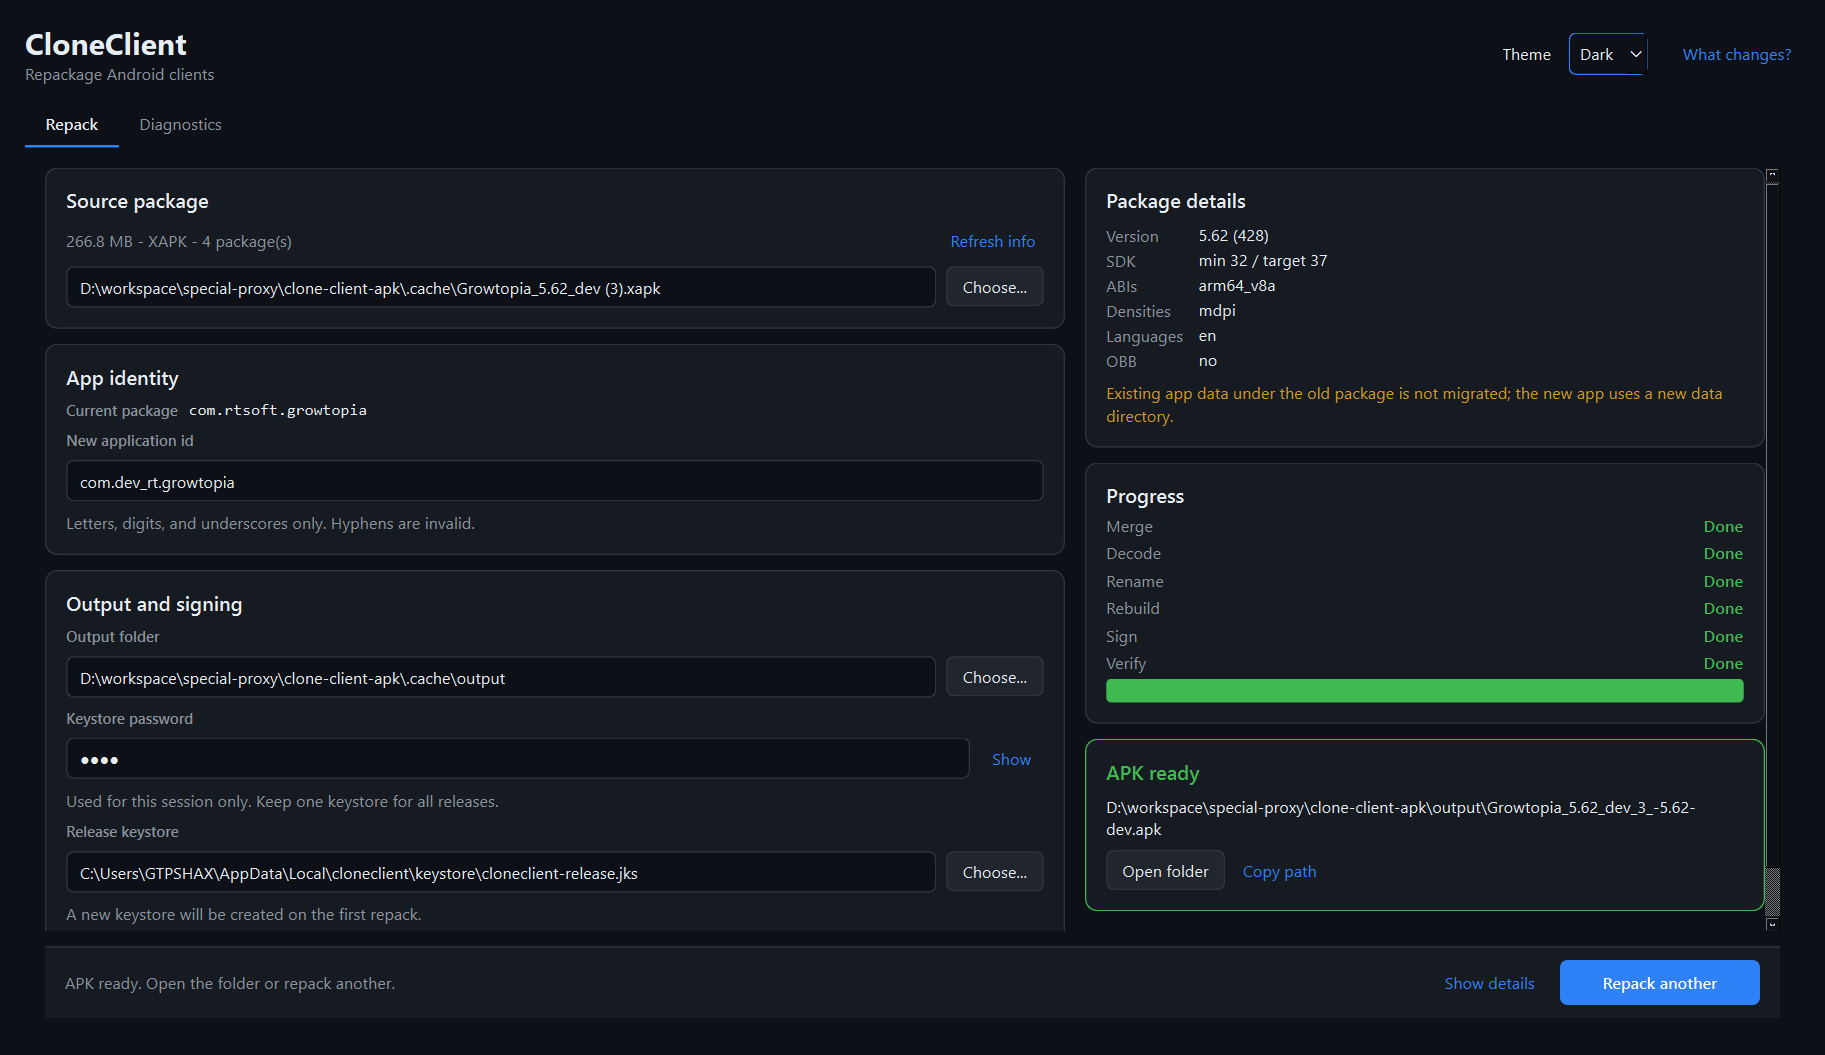 CloneClient
Repackage Android clients
Theme
Dark
What changes?
Repack
Diagnostics
Source package
266.8 MB - XAPK - 4 package(s)
Refresh info
D:\workspace\special-proxy\clone-client-apk\.cache\Growtopia_5.62_dev (3).xapk
Choose...
App identity
Current package com.rtsoft.growtopia
New application id
com.dev_rt.growtopia
Letters, digits, and underscores only. Hyphens are invalid.
Output and signing
Output folder
D:\workspace\special-proxy\clone-client-apk\.cache\output
Choose...
Keystore password
●●●●
Show
Used for this session only. Keep one keystore for all releases.
Release keystore
C:\Users\GTPSHAX\AppData\Local\cloneclient\keystore\cloneclient-release.jks
Choose...
A new keystore will be created on the first repack.
Package details
Version 5.62 (428)
SDK min 32 / target 37
ABIs arm64_v8a
Densities mdpi
Languages en
OBB no
Existing app data under the old package is not migrated; the new app uses a new data
directory.
Progress
Merge Done
Decode Done
Rename Done
Rebuild Done
Sign Done
Verify Done
APK ready
D:\workspace\special-proxy\clone-client-apk\output\Growtopia_5.62_dev_3_-5.62-
dev.apk
Open folder
Copy path
APK ready. Open the folder or repack another.
Show details
Repack another